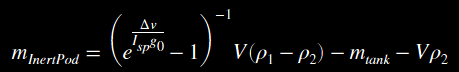 $m_{InertPod} = \left( e^{\frac{\Delta v}{I_{sp} g_0}} - 1 \right)^{-1} V(\rho_1 - \rho_2) - m_{tank} - V\rho_2$